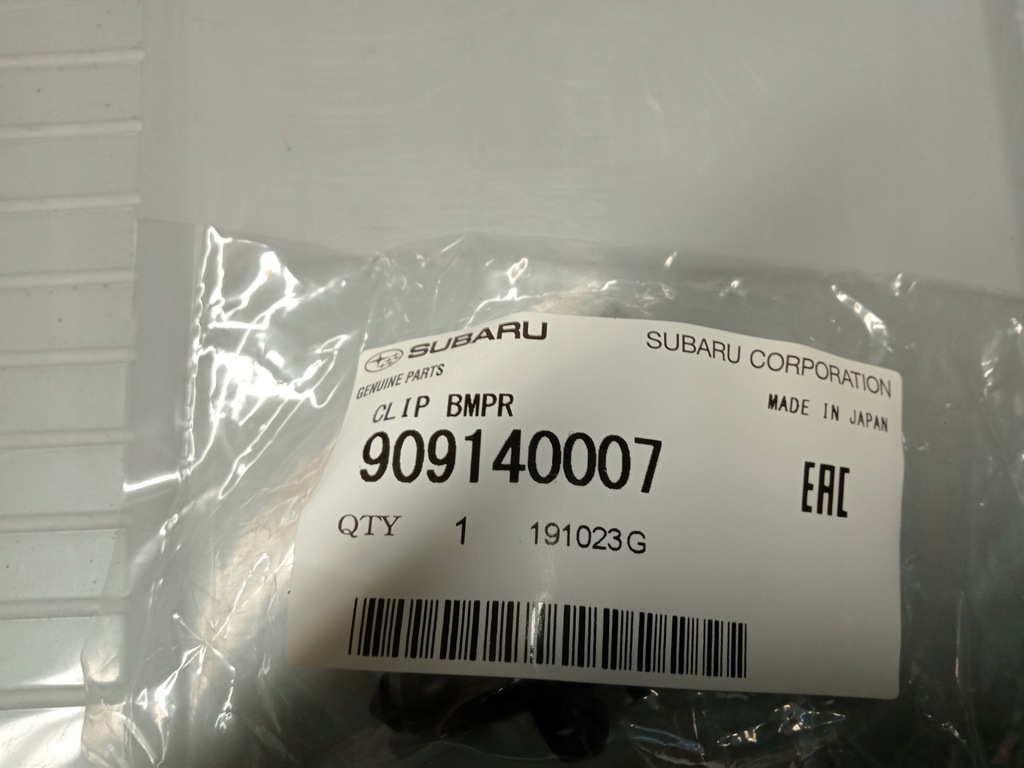 SUBARU
GENUINE PARTS
SUBARU CORPORATION
CLIP BMPR
MADE IN JAPAN
909140007
EAC
QTY 1 191023G